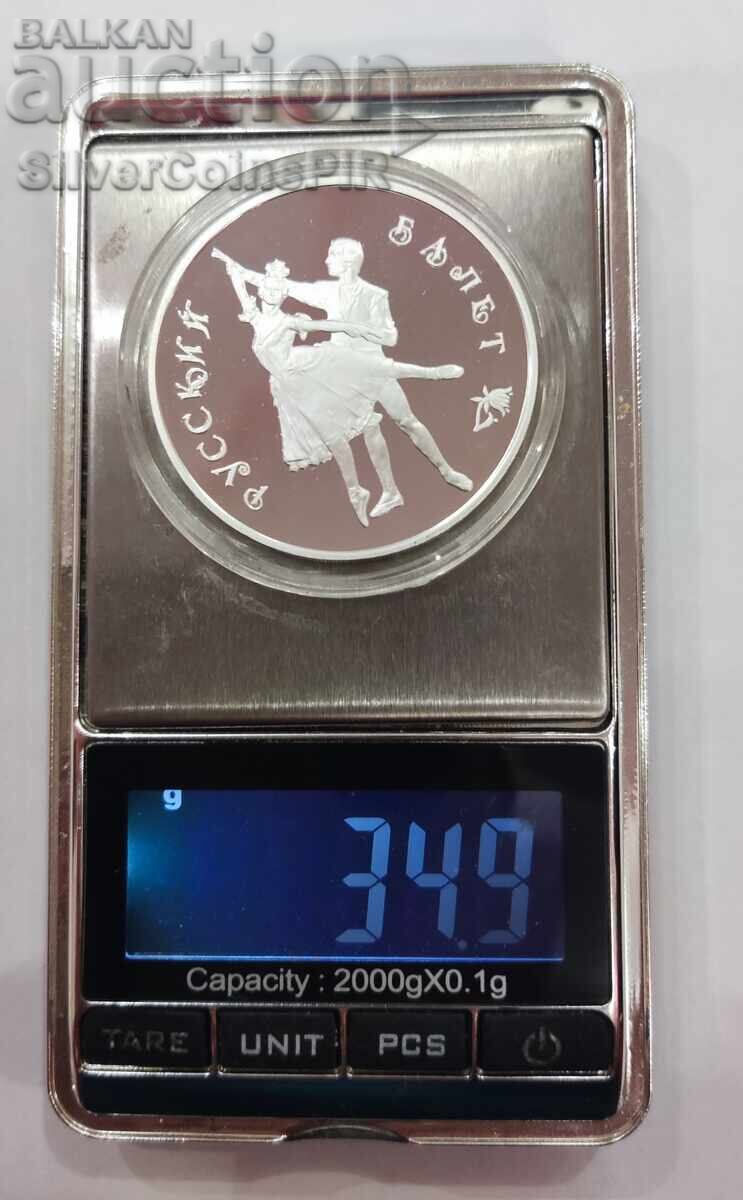 BALKAN
auction
SilverCoinsPIR
РУССКИЙ БАЛЕТ
g
34.9
Capacity : 2000gX0.1g
TARE UNIT PCS